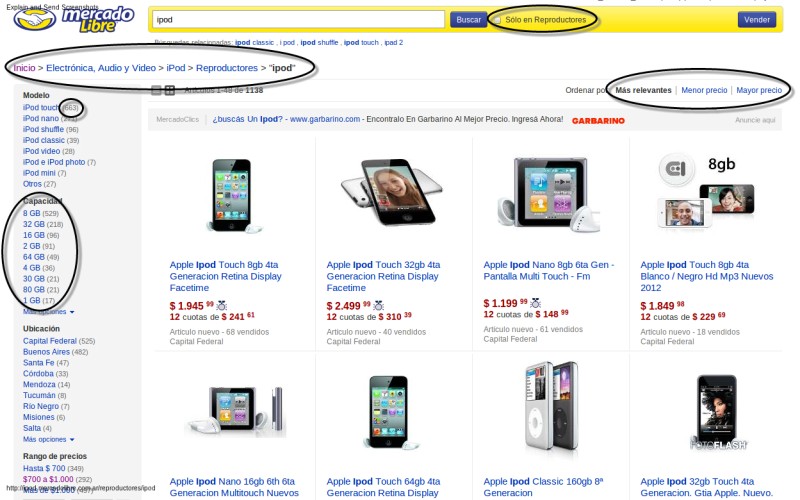 Explain and Send Screenshots
mercado
Libre
ipod
Buscar
Sólo en Reproductores
Vender
Búsquedas relacionadas: ipod classic , i pod , ipod shuffle , ipod touch , ipad 2
Inicio > Electrónica, Audio y Video > iPod > Reproductores > "ipod"
Artículos 1-48 de 1138
Ordenar por: Más relevantes | Menor precio | Mayor precio
Modelo
iPod touch (663)
iPod nano
iPod shuffle (96)
iPod classic (39)
iPod video (28)
iPod e iPod photo (7)
iPod mini (7)
Otros (27)
Capacidad
8 GB (529)
32 GB (218)
16 GB (96)
2 GB (91)
64 GB (49)
4 GB (36)
30 GB (21)
80 GB (21)
1 GB (17)
Más opciones
Ubicación
Capital Federal (525)
Buenos Aires (482)
Santa Fe (47)
Córdoba (33)
Mendoza (14)
Tucumán (8)
Río Negro (7)
Misiones (6)
Salta (4)
Más opciones
Rango de precios
Hasta $ 700 (349)
$700 a $1.000 (292)
Más de $1.000 (497)
http://ipod.mercadolibre.com.ar/reproductores/ipod
MercadoClics | ¿buscás Un Ipod? - www.garbarino.com - Encontralo En Garbarino Al Mejor Precio. Ingresá Ahora! GARBARINO
Anuncie aquí
8gb
Apple Ipod Touch 8gb 4ta
Generacion Retina Display
Facetime
$ 1.945 99
12 cuotas de $ 241 61
Artículo nuevo - 68 vendidos
Capital Federal
Apple Ipod Touch 32gb 4ta
Generacion Retina Display
Facetime
$ 2.499 99
12 cuotas de $ 310 39
Artículo nuevo - 40 vendidos
Capital Federal
Apple Ipod Nano 8gb 6ta Gen -
Pantalla Multi Touch - Fm
$ 1.199 99
12 cuotas de $ 148 99
Artículo nuevo - 61 vendidos
Capital Federal
Apple Ipod Touch 8gb 4ta
Blanco / Negro Hd Mp3 Nuevos
2012
$ 1.849 98
12 cuotas de $ 229 69
Artículo nuevo - 18 vendidos
Capital Federal
FOTOFLASH
Apple Ipod Nano 16gb 6th 6ta
Generacion Multitouch Nuevos
Apple Ipod Touch 64gb 4ta
Generacion Retina Display
Apple Ipod Classic 160gb 8ª
Generacion
Apple Ipod Touch 32gb 4ta
Generacion. Gtia Apple. Nuevo.